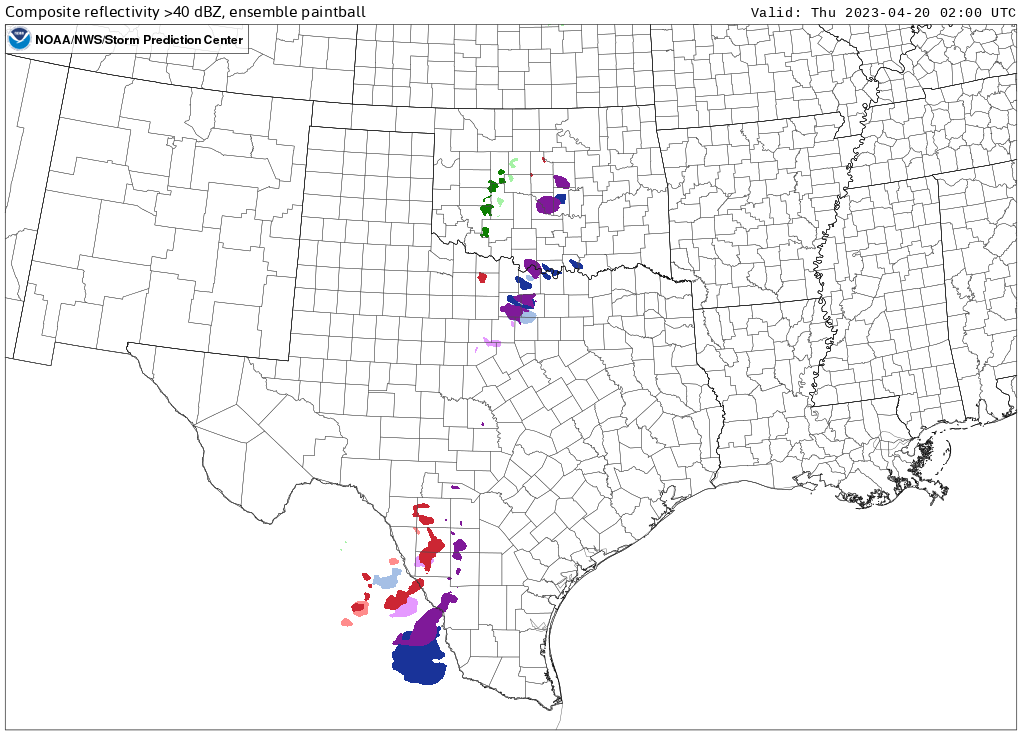 Composite reflectivity >40 dBZ, ensemble paintball
Valid: Thu 2023-04-20 02:00 UTC
NOAA/NWS/Storm Prediction Center